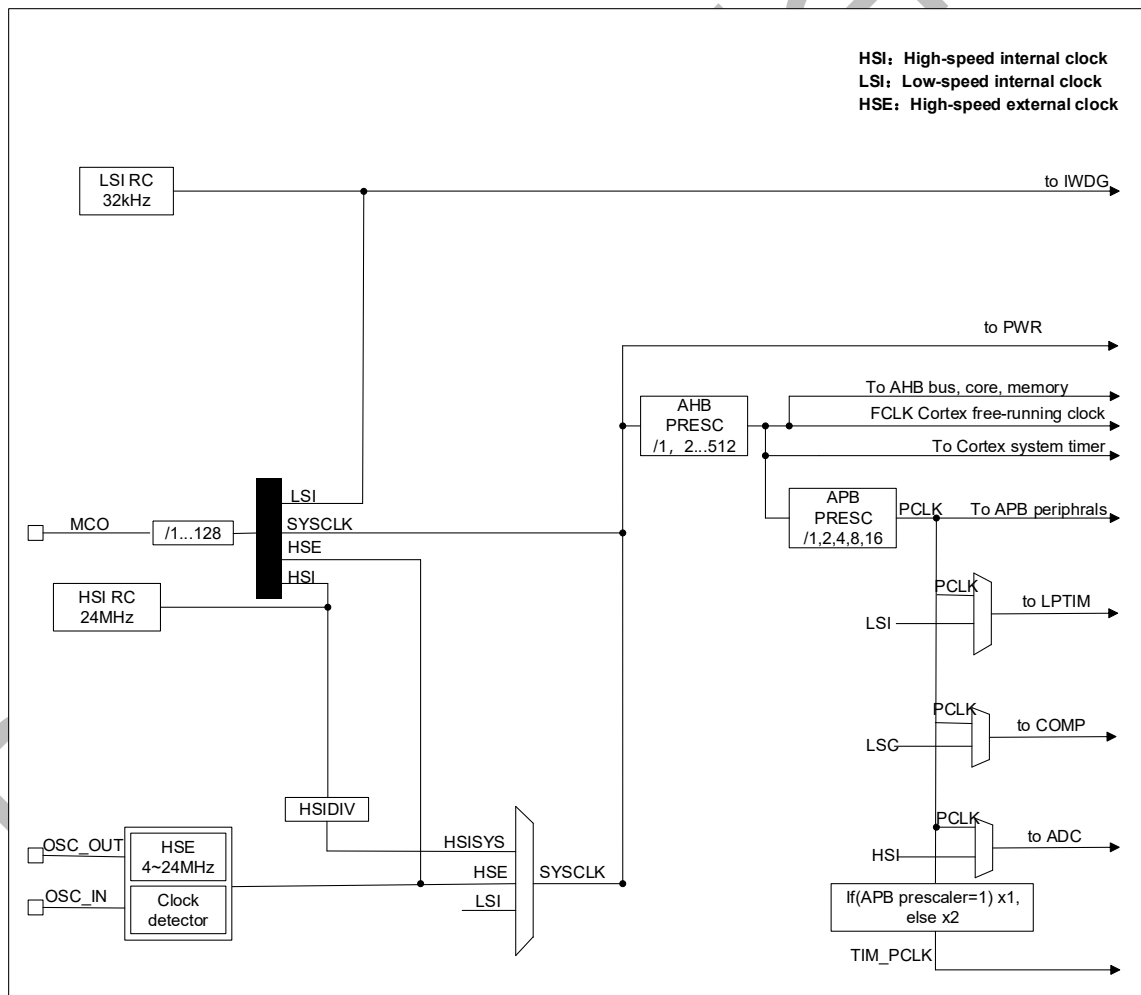 HSI：High-speed internal clock
LSI：Low-speed internal clock
HSE：High-speed external clock
LSI RC
32kHz
to IWDG
to PWR
AHB
PRESC
/1，2...512
To AHB bus, core, memory
FCLK Cortex free-running clock
To Cortex system timer
APB
PRESC
/1,2,4,8,16
PCLK
To APB periphrals
LSI
MCO
/1...128
SYSCLK
HSE
HSI
HSI RC
24MHz
PCLK
to LPTIM
LSI
PCLK
to COMP
LSC
HSIDIV
OSC_OUT
HSE
4~24MHz
OSC_IN
Clock
detector
HSISYS
HSE
SYSCLK
LSI
PCLK
to ADC
HSI
If(APB prescaler=1) x1,
else x2
TIM_PCLK